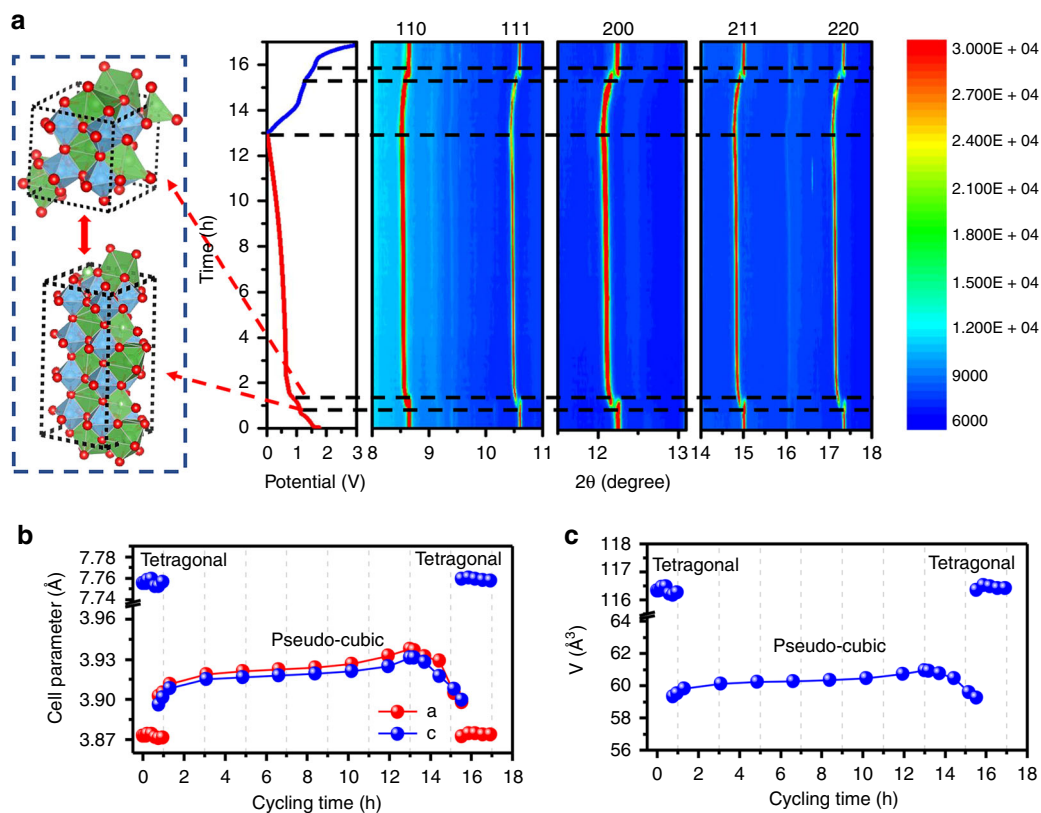 a
110 111 200 211 220
16
14
12
10
8
6
4
2
0
Time (h)
0 1 2 3
Potential (V)
8 9 10 11
12 13
14 15 16 17 18
2θ (degree)
3.000E + 04
2.700E + 04
2.400E + 04
2.100E + 04
1.800E + 04
1.500E + 04
1.200E + 04
9000
6000
b
7.78
7.76
7.74
3.96
3.93
3.90
3.87
Cell parameter (Å)
Tetragonal
Tetragonal
Pseudo-cubic
a
c
0 2 4 6 8 10 12 14 16 18
Cycling time (h)
c
118
116
64
62
60
58
56
V (Å³)
Tetragonal
Tetragonal
Pseudo-cubic
0 2 4 6 8 10 12 14 16 18
Cycling time (h)